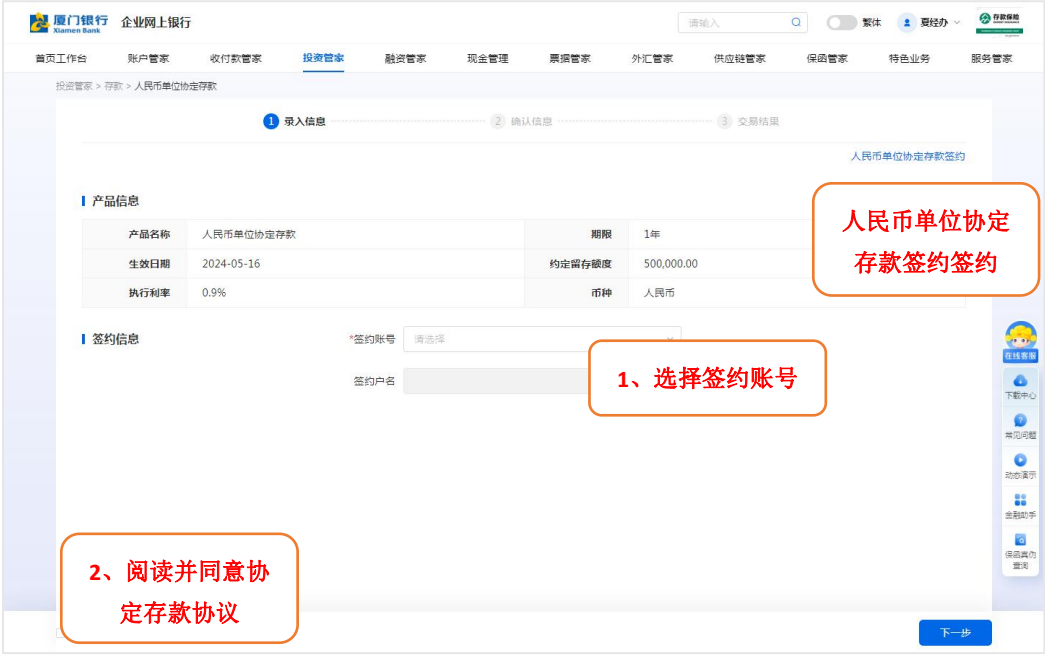 厦门银行 企业网上银行 请输入 繁体 夏经办 存款保险
Xiamen Bank
首页工作台 账户管家 收付款管家 投资管家 融资管家 现金管理 票据管家 外汇管家 供应链管家 保函管家 特色业务 服务管家
投资管家 > 存款 > 人民币单位协定存款
1 录入信息 2 确认信息 3 交易结果
人民币单位协定存款签约
产品信息
产品名称 人民币单位协定存款 期限 1年
生效日期 2024-05-16 约定留存额度 500,000.00
执行利率 0.9% 币种 人民币
人民币单位协定
存款签约签约
签约信息 *签约账号 请选择
签约户名
1、选择签约账号
在线客服
下载中心
常见问题
动态演示
金融助手
保函真伪
查询
2、阅读并同意协
定存款协议
下一步